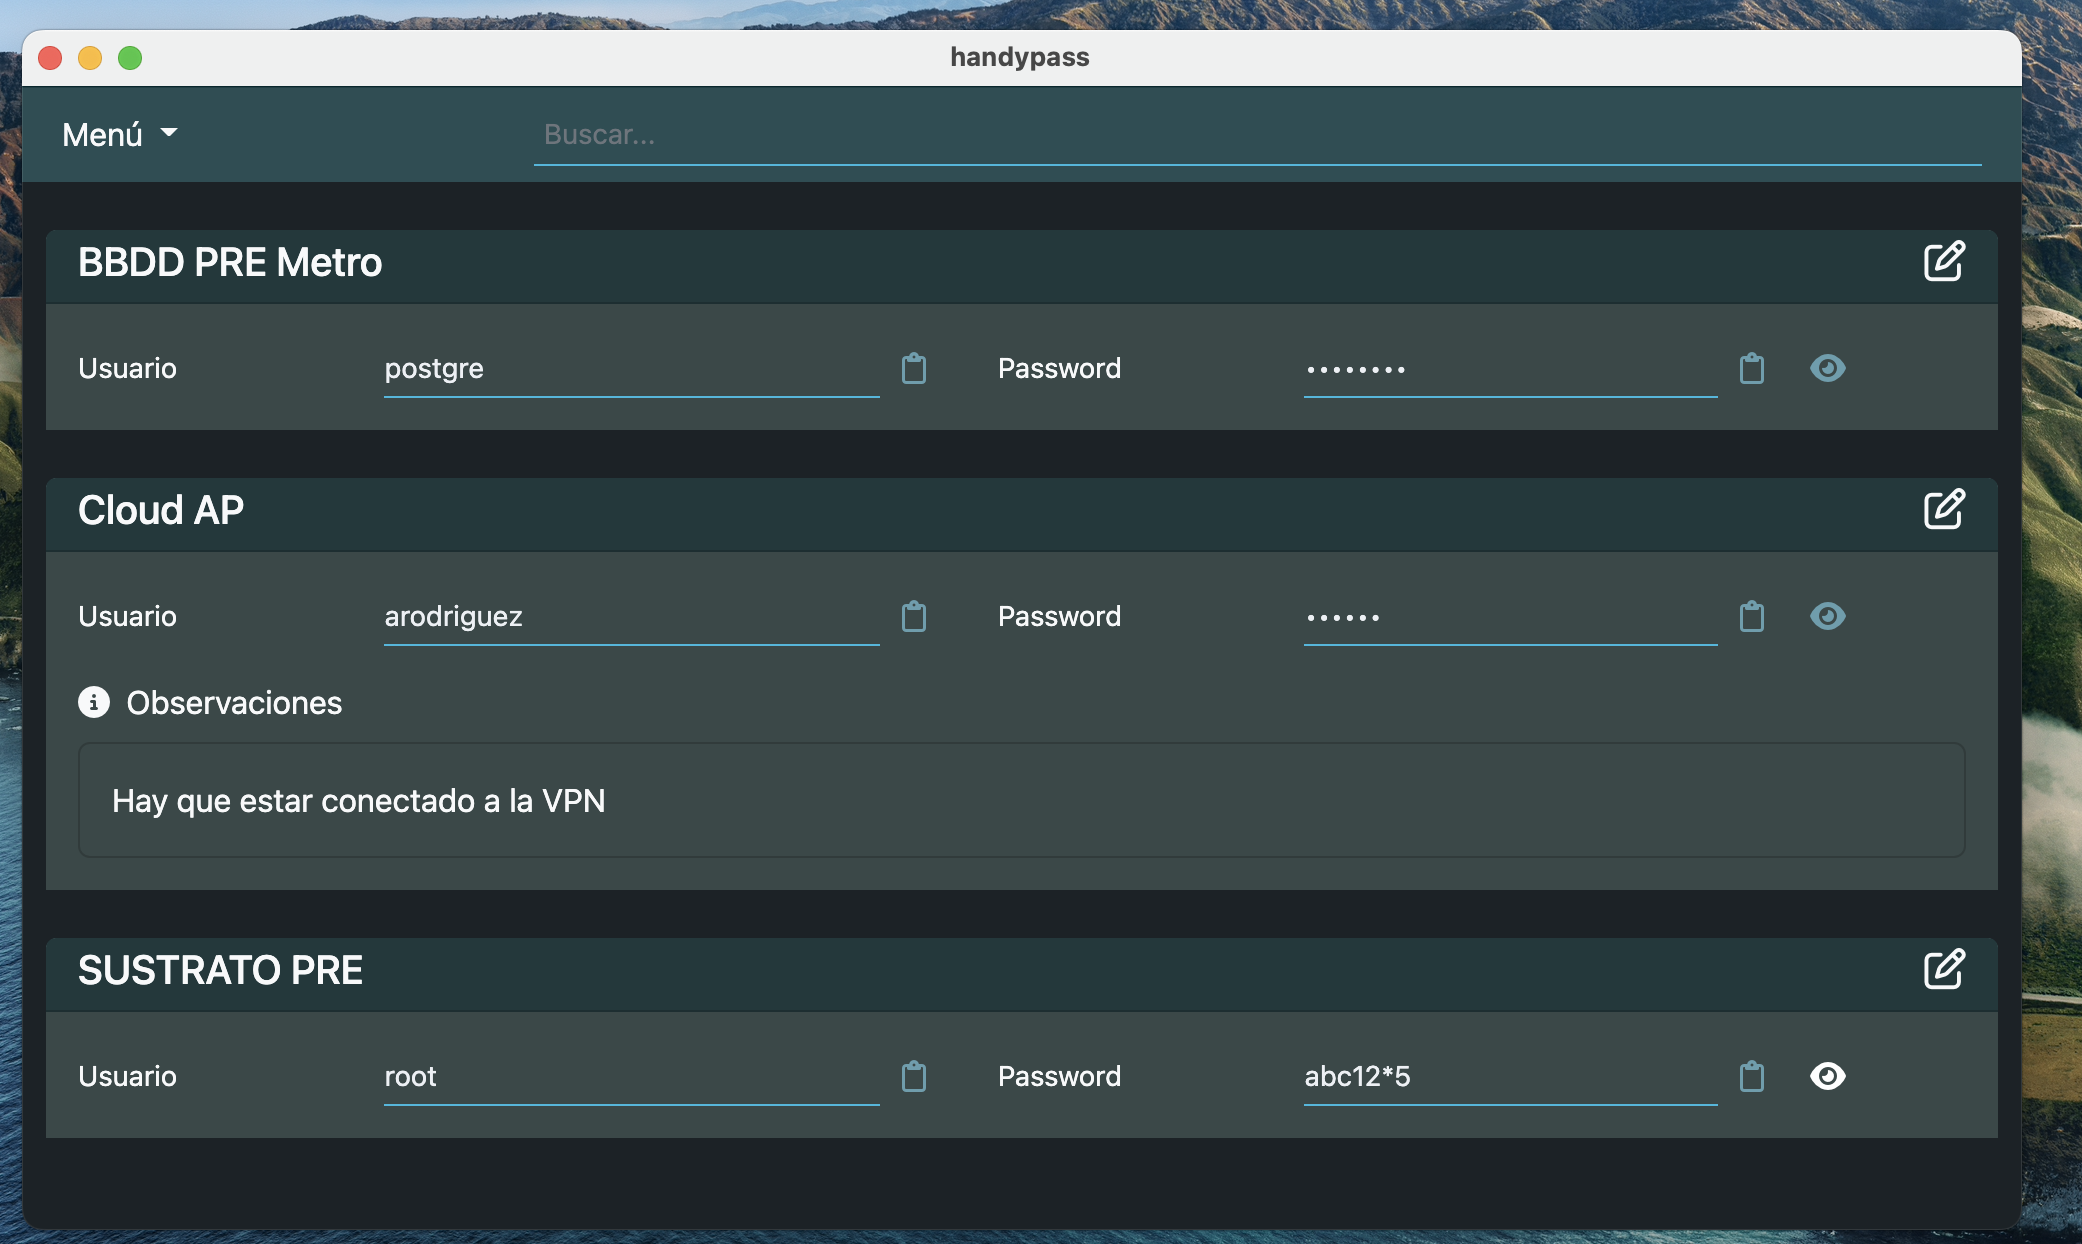 handypass
Menú
Buscar...
BBDD PRE Metro
Usuario postgre Password ••••••••
Cloud AP
Usuario arodriguez Password ••••••
Observaciones
Hay que estar conectado a la VPN
SUSTRATO PRE
Usuario root Password abc12*5